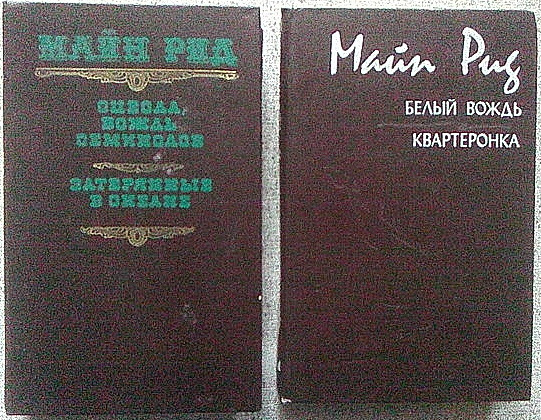 МАЙН РИД
ОЦЕОЛА,
ВОЖДЬ
СЕМИНОЛОВ
ЗАТЕРЯННЫЕ
В ОКЕАНЕ
Майн Рид
БЕЛЫЙ ВОЖДЬ
КВАРТЕРОНКА